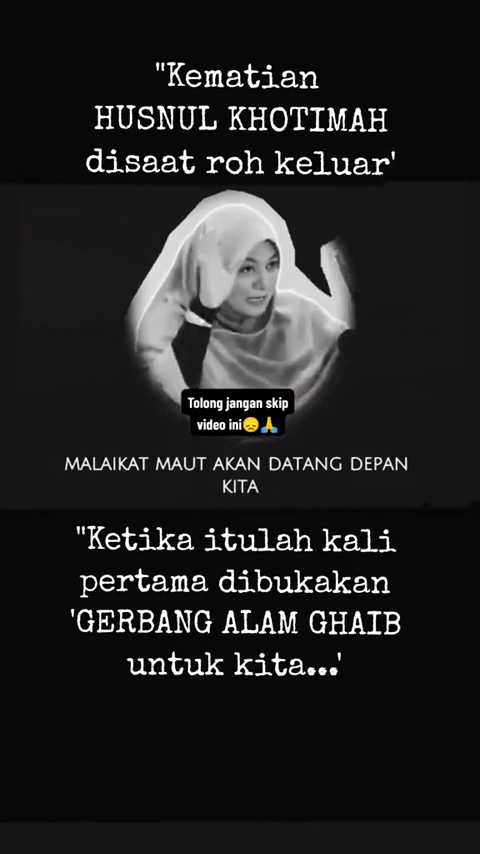 "Kematian
HUSNUL KHOTIMAH
disaat roh keluar'
Tolong jangan skip
video ini😞🙏
MALAIKAT MAUT AKAN DATANG DEPAN
KITA
"Ketika itulah kali
pertama dibukakan
'GERBANG ALAM GHAIB
untuk kita...'